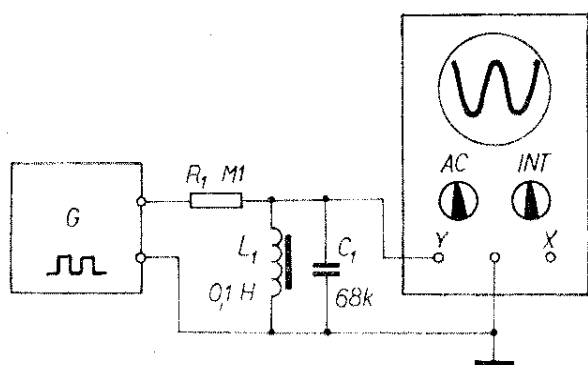 AC INT
R₁ M1
G
Y X
L₁ C₁
0,1 H 68k